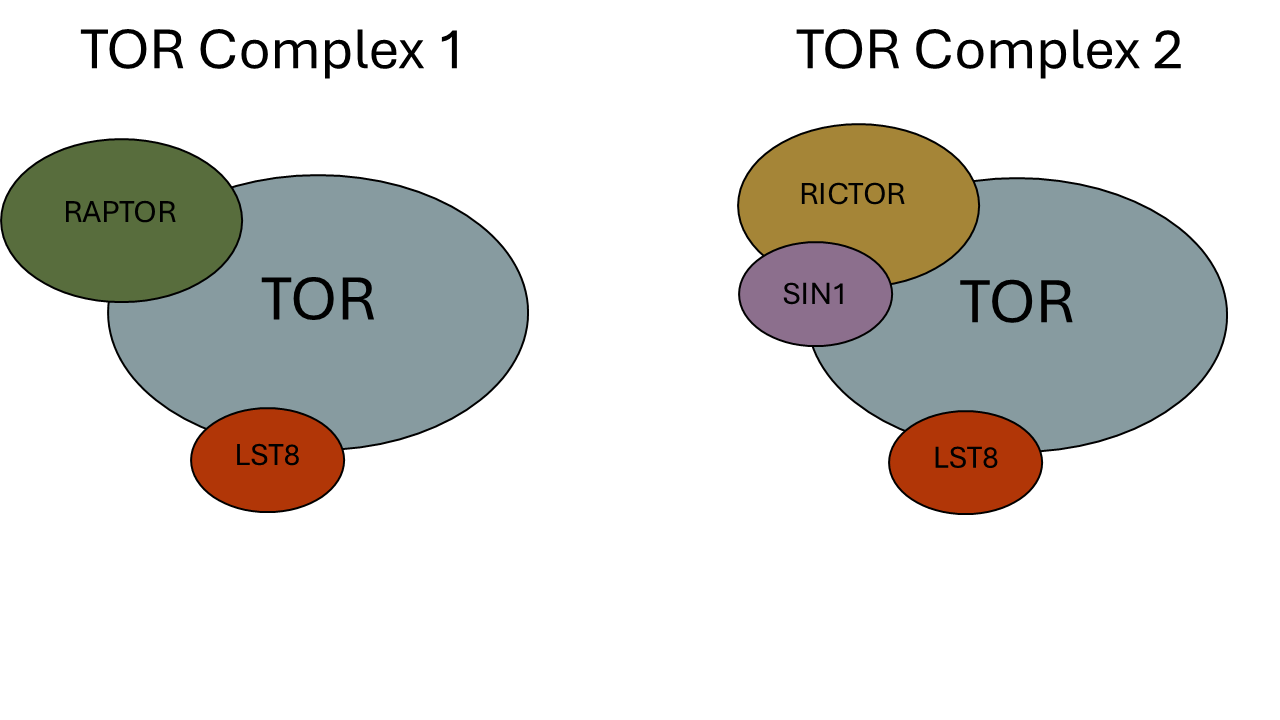 TOR Complex 1
RAPTOR
TOR
LST8
TOR Complex 2
RICTOR
SIN1
TOR
LST8